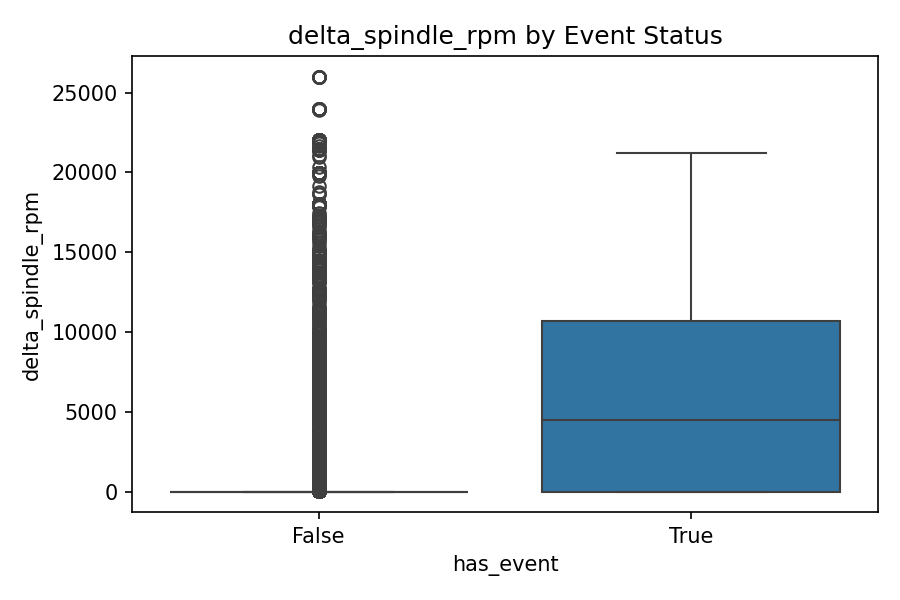 delta_spindle_rpm by Event Status
delta_spindle_rpm
25000
20000
15000
10000
5000
0
False
True
has_event